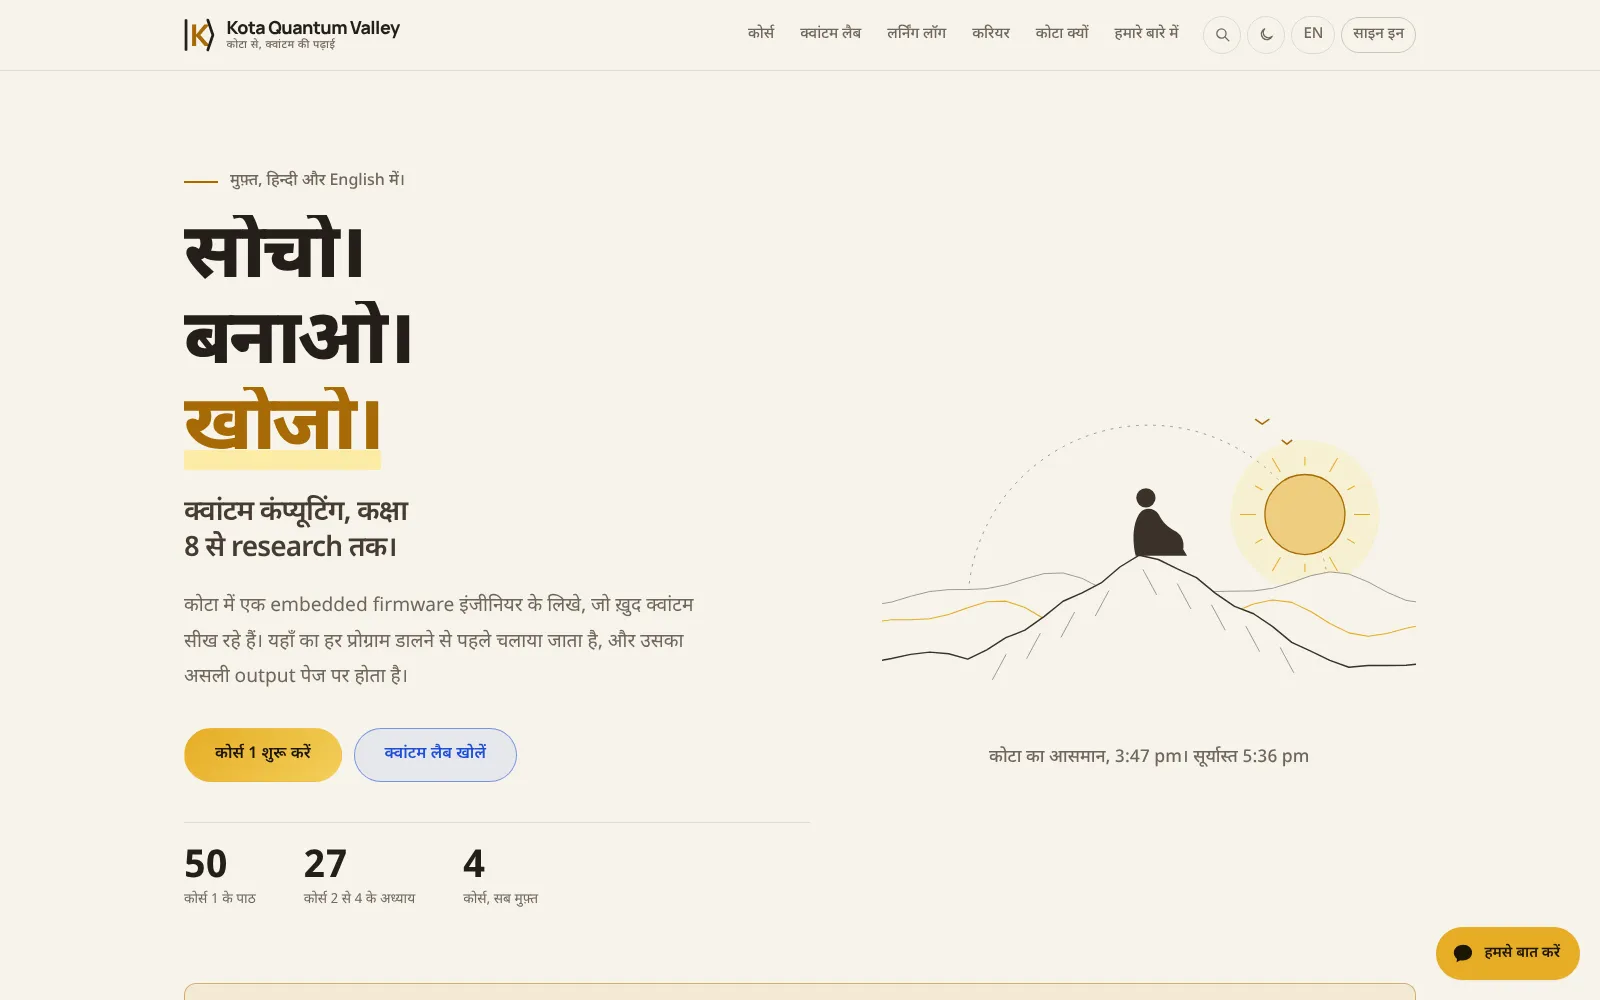 Kota Quantum Valley
कोटा से, क्वांटम की पढ़ाई
कोर्स
क्वांटम लैब
लर्निंग लॉग
करियर
कोटा क्यों
हमारे बारे में
EN
साइन इन
मुफ़्त, हिन्दी और English में।
सोचो।
बनाओ।
खोजो।
क्वांटम कंप्यूटिंग, कक्षा
8 से research तक।
कोटा में एक embedded firmware इंजीनियर के लिखे, जो ख़ुद क्वांटम
सीख रहे हैं। यहाँ का हर प्रोग्राम डालने से पहले चलाया जाता है, और उसका
असली output पेज पर होता है।
कोर्स 1 शुरू करें
क्वांटम लैब खोलें
कोटा का आसमान, 3:47 pm। सूर्यास्त 5:36 pm
50
27
4
कोर्स 1 के पाठ
कोर्स 2 से 4 के अध्याय
कोर्स, सब मुफ़्त
हमसे बात करें